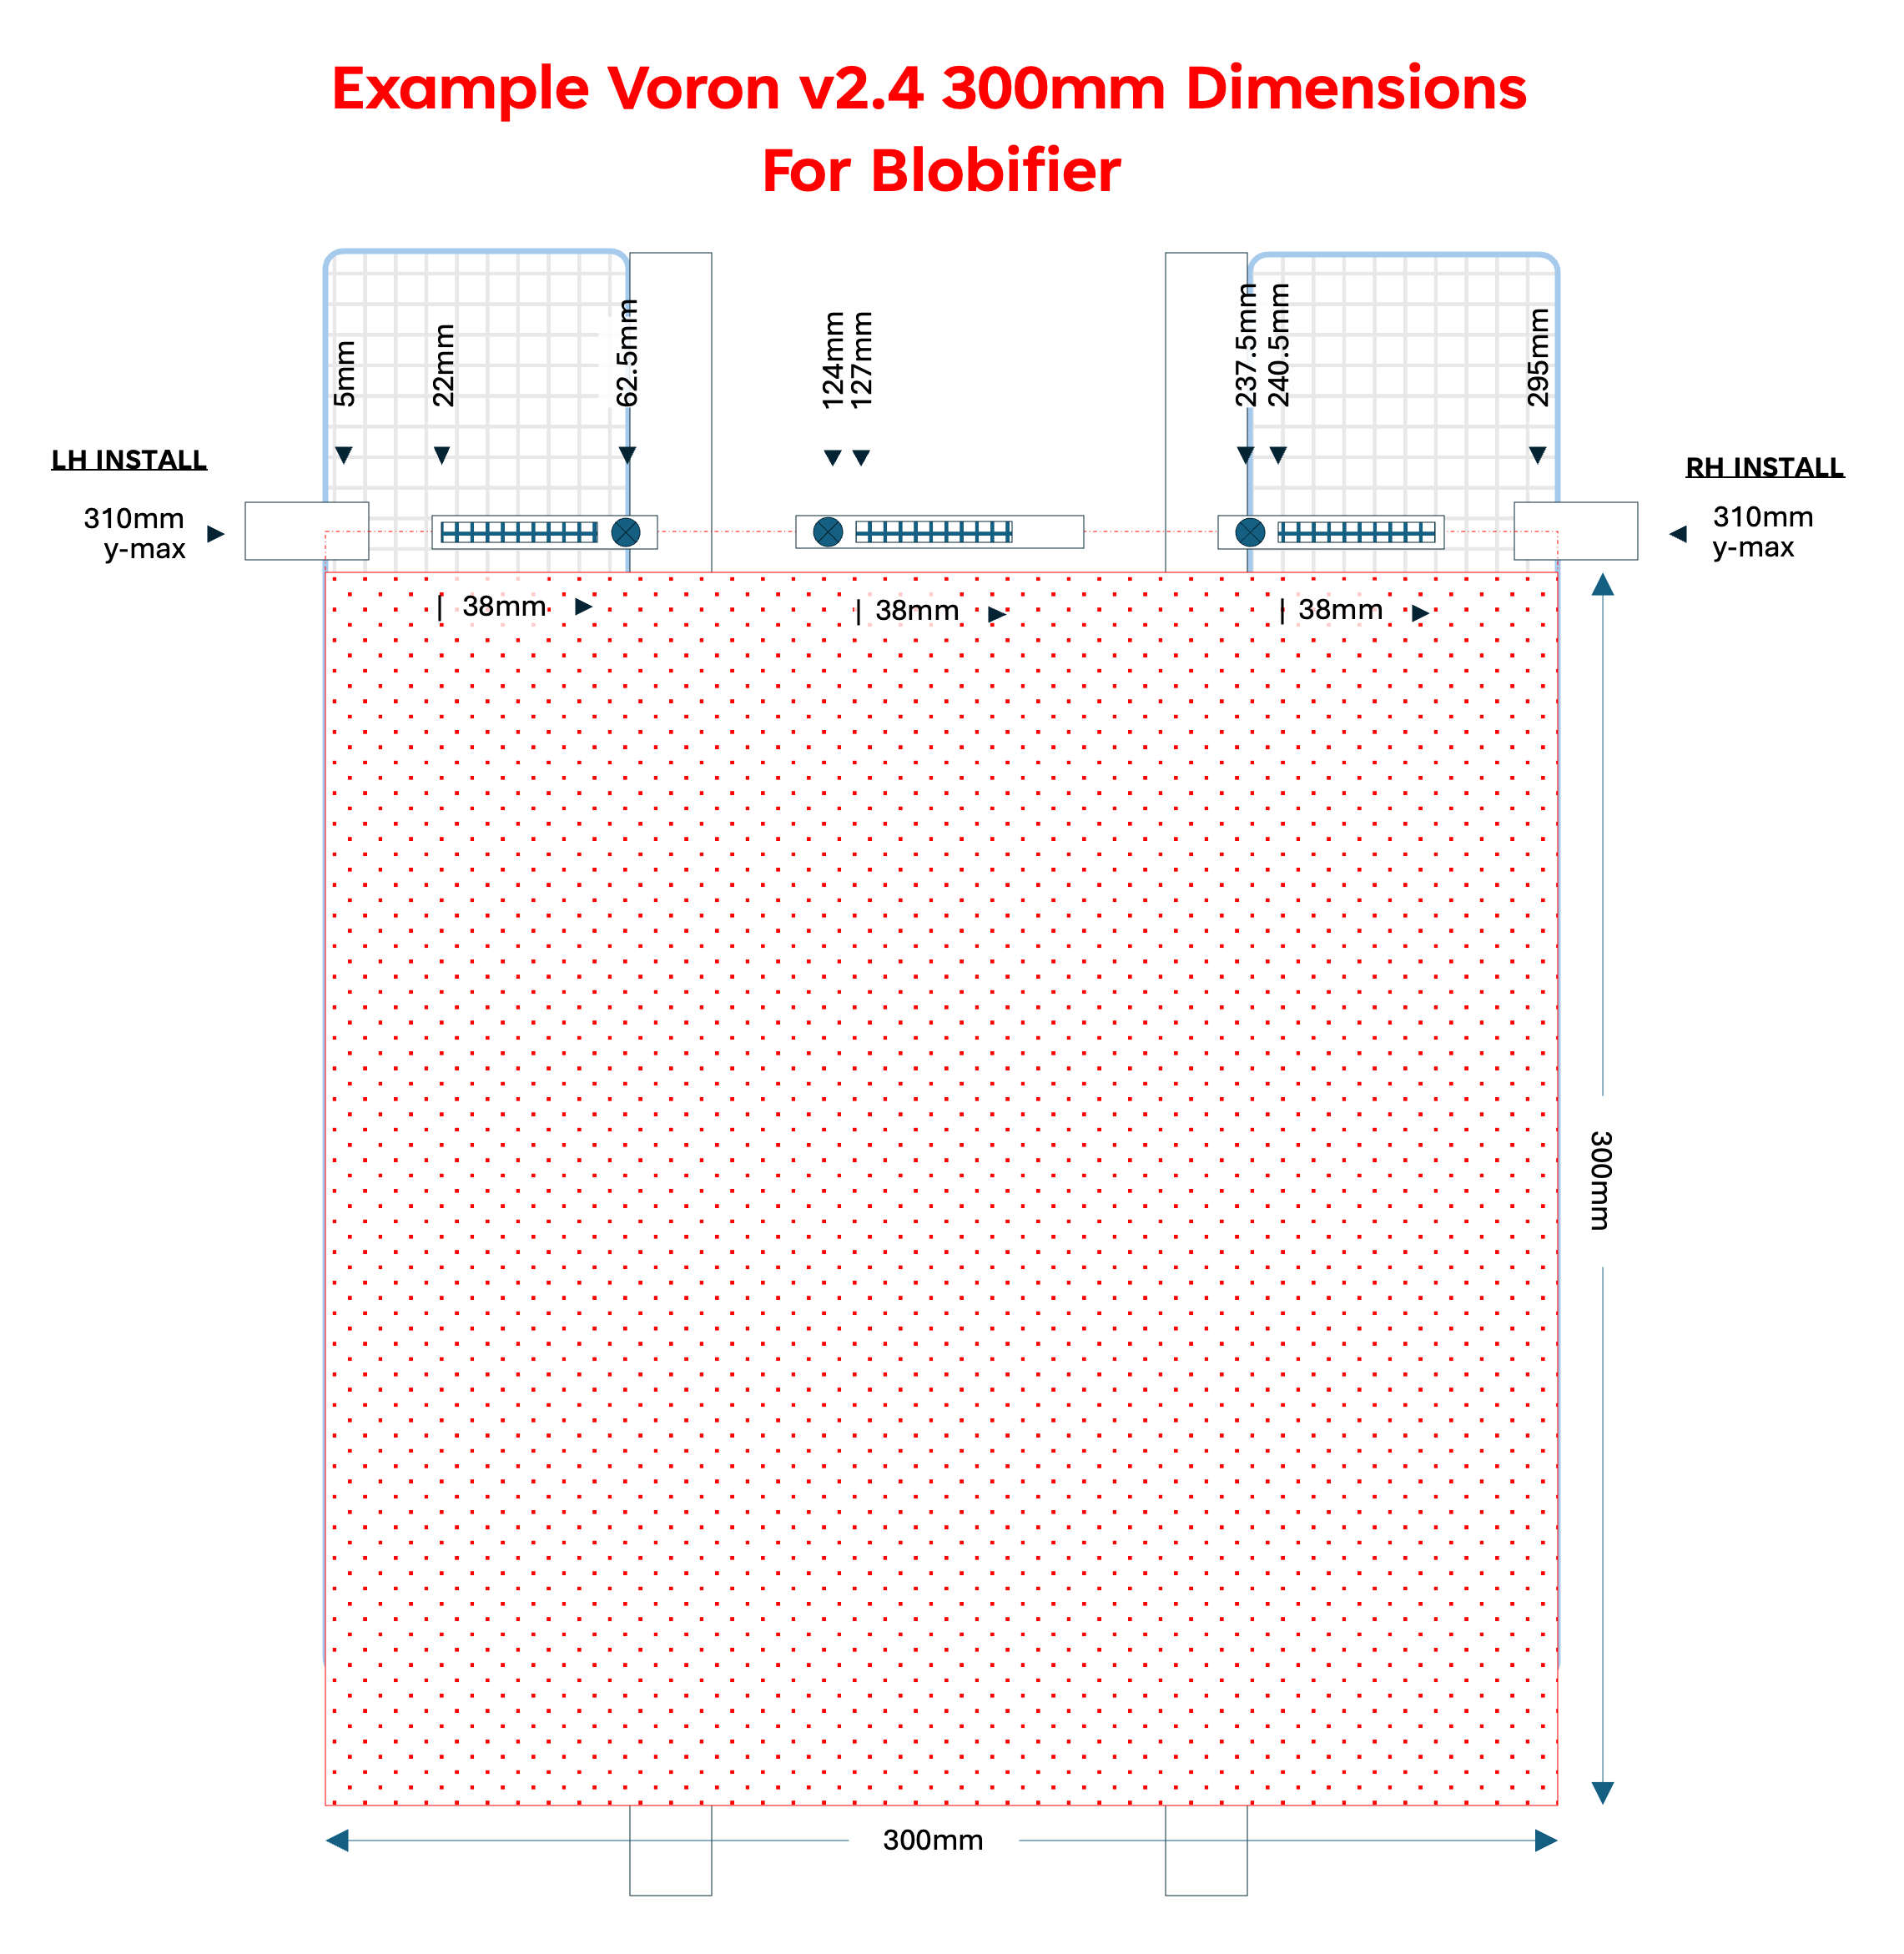 Example Voron v2.4 300mm Dimensions
For Blobifier
5mm
22mm
62.5mm
124mm
127mm
237.5mm
240.5mm
295mm
LH INSTALL
310mm
y-max
RH INSTALL
310mm
y-max
| 38mm
| 38mm
| 38mm
300mm
300mm